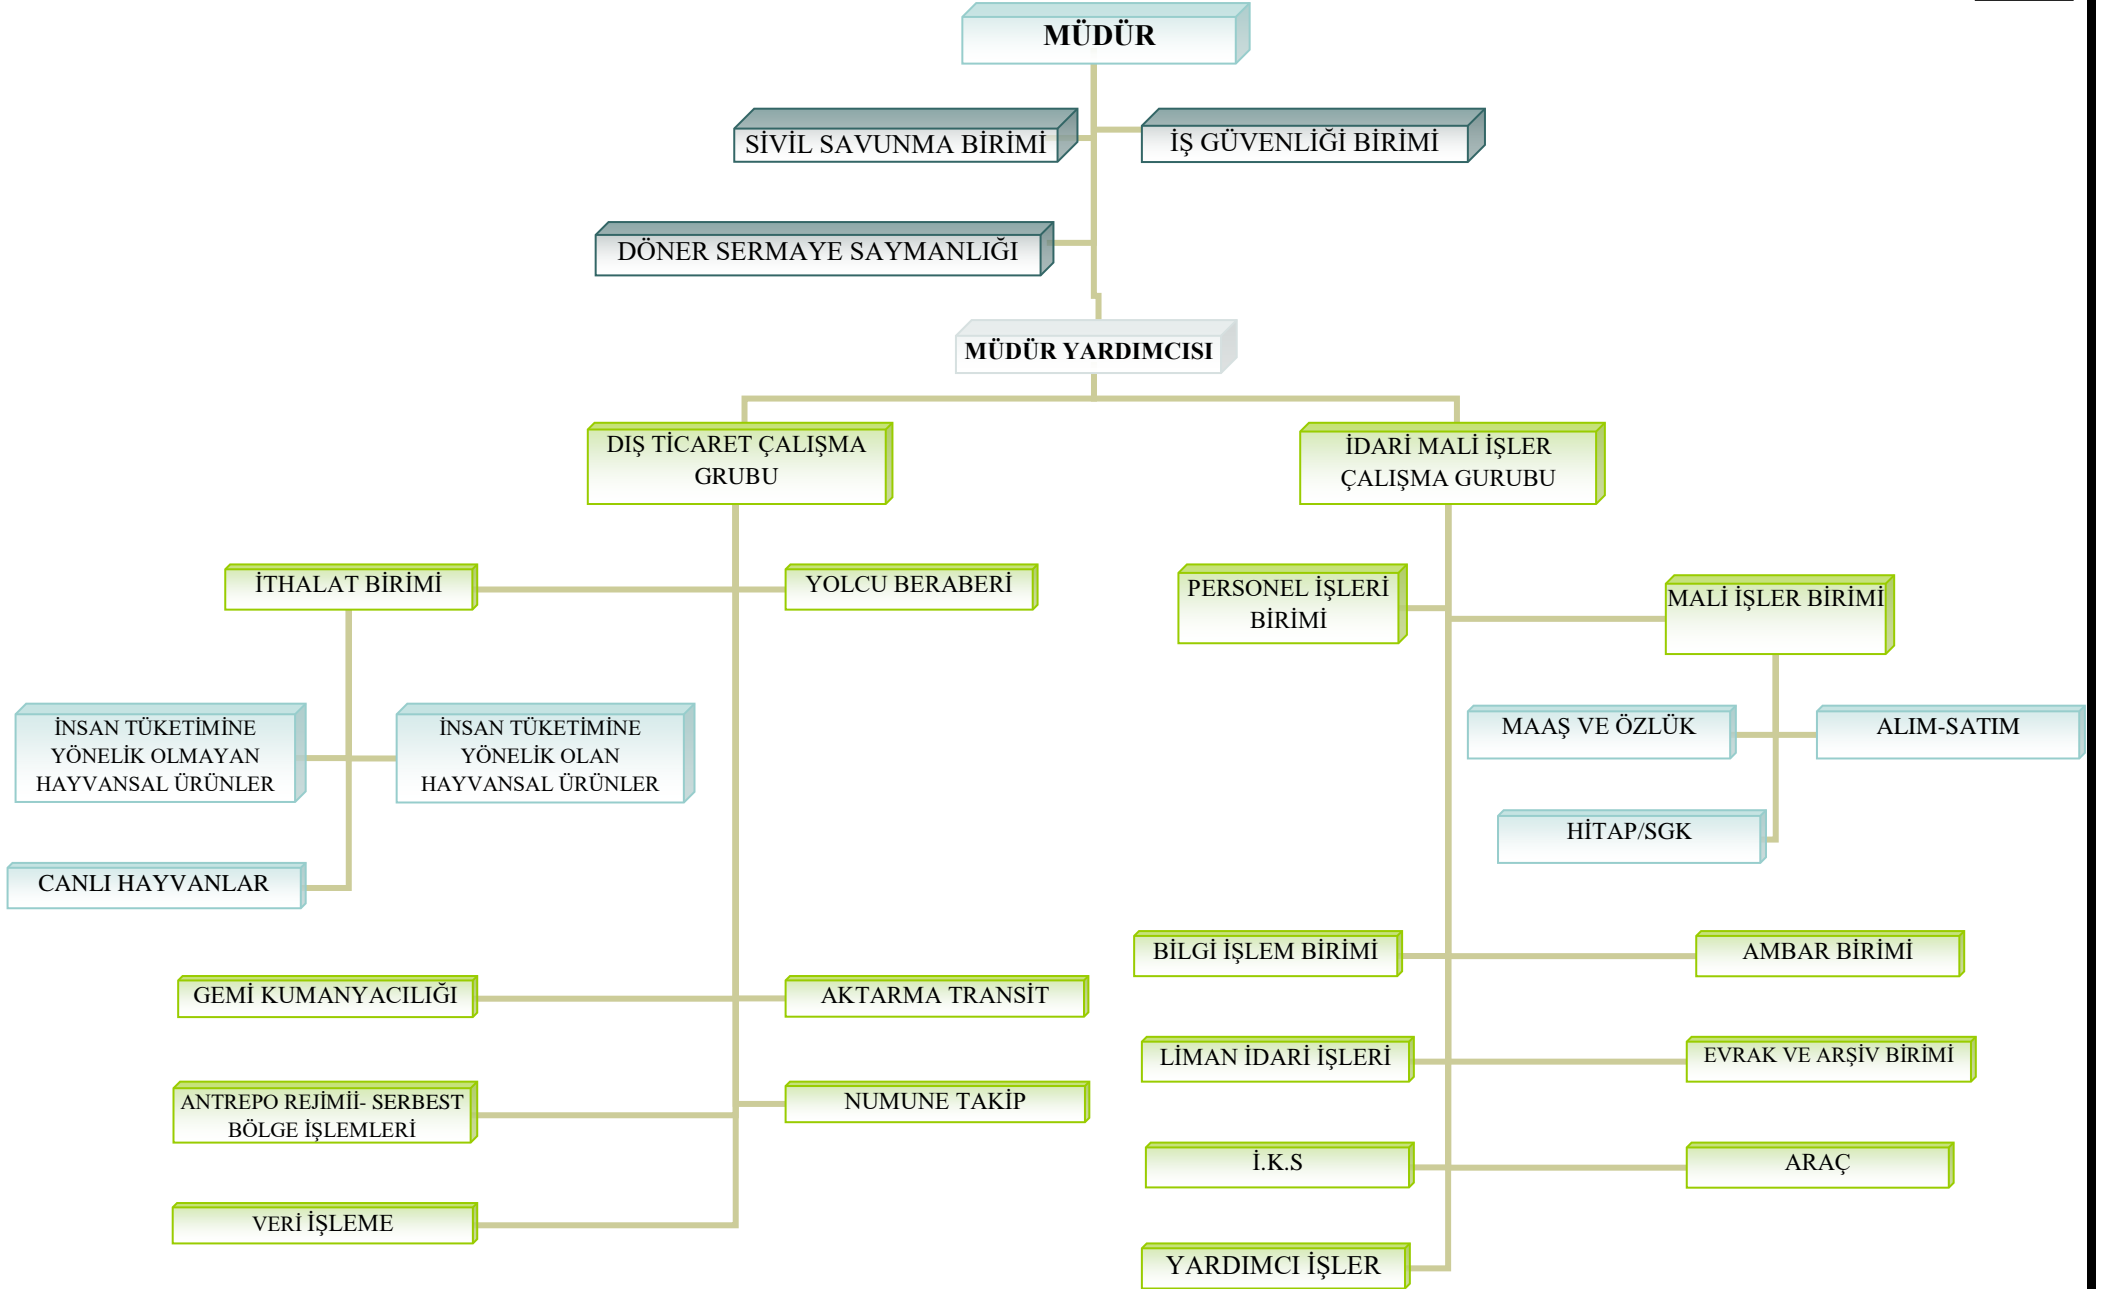 MÜDÜR
SİVİL SAVUNMA BİRİMİ
İŞ GÜVENLİĞİ BİRİMİ
DÖNER SERMAYE SAYMANLIĞI
MÜDÜR YARDIMCISI
DIŞ TİCARET ÇALIŞMA
GRUBU
İDARİ MALİ İŞLER
ÇALIŞMA GURUBU
İTHALAT BİRİMİ
YOLCU BERABERİ
PERSONEL İŞLERİ
BİRİMİ
MALİ İŞLER BİRİMİ
İNSAN TÜKETİMİNE
YÖNELİK OLMAYAN
HAYVANSAL ÜRÜNLER
İNSAN TÜKETİMİNE
YÖNELİK OLAN
HAYVANSAL ÜRÜNLER
MAAŞ VE ÖZLÜK
ALIM-SATIM
HİTAP/SGK
CANLI HAYVANLAR
BİLGİ İŞLEM BİRİMİ
AMBAR BİRİMİ
GEMİ KUMANYACILIĞI
AKTARMA TRANSİT
LİMAN İDARİ İŞLERİ
EVRAK VE ARŞİV BİRİMİ
ANTREPO REJİMİİ- SERBEST
BÖLGE İŞLEMLERİ
NUMUNE TAKİP
İ.K.S
ARAÇ
VERİ İŞLEME
YARDIMCI İŞLER